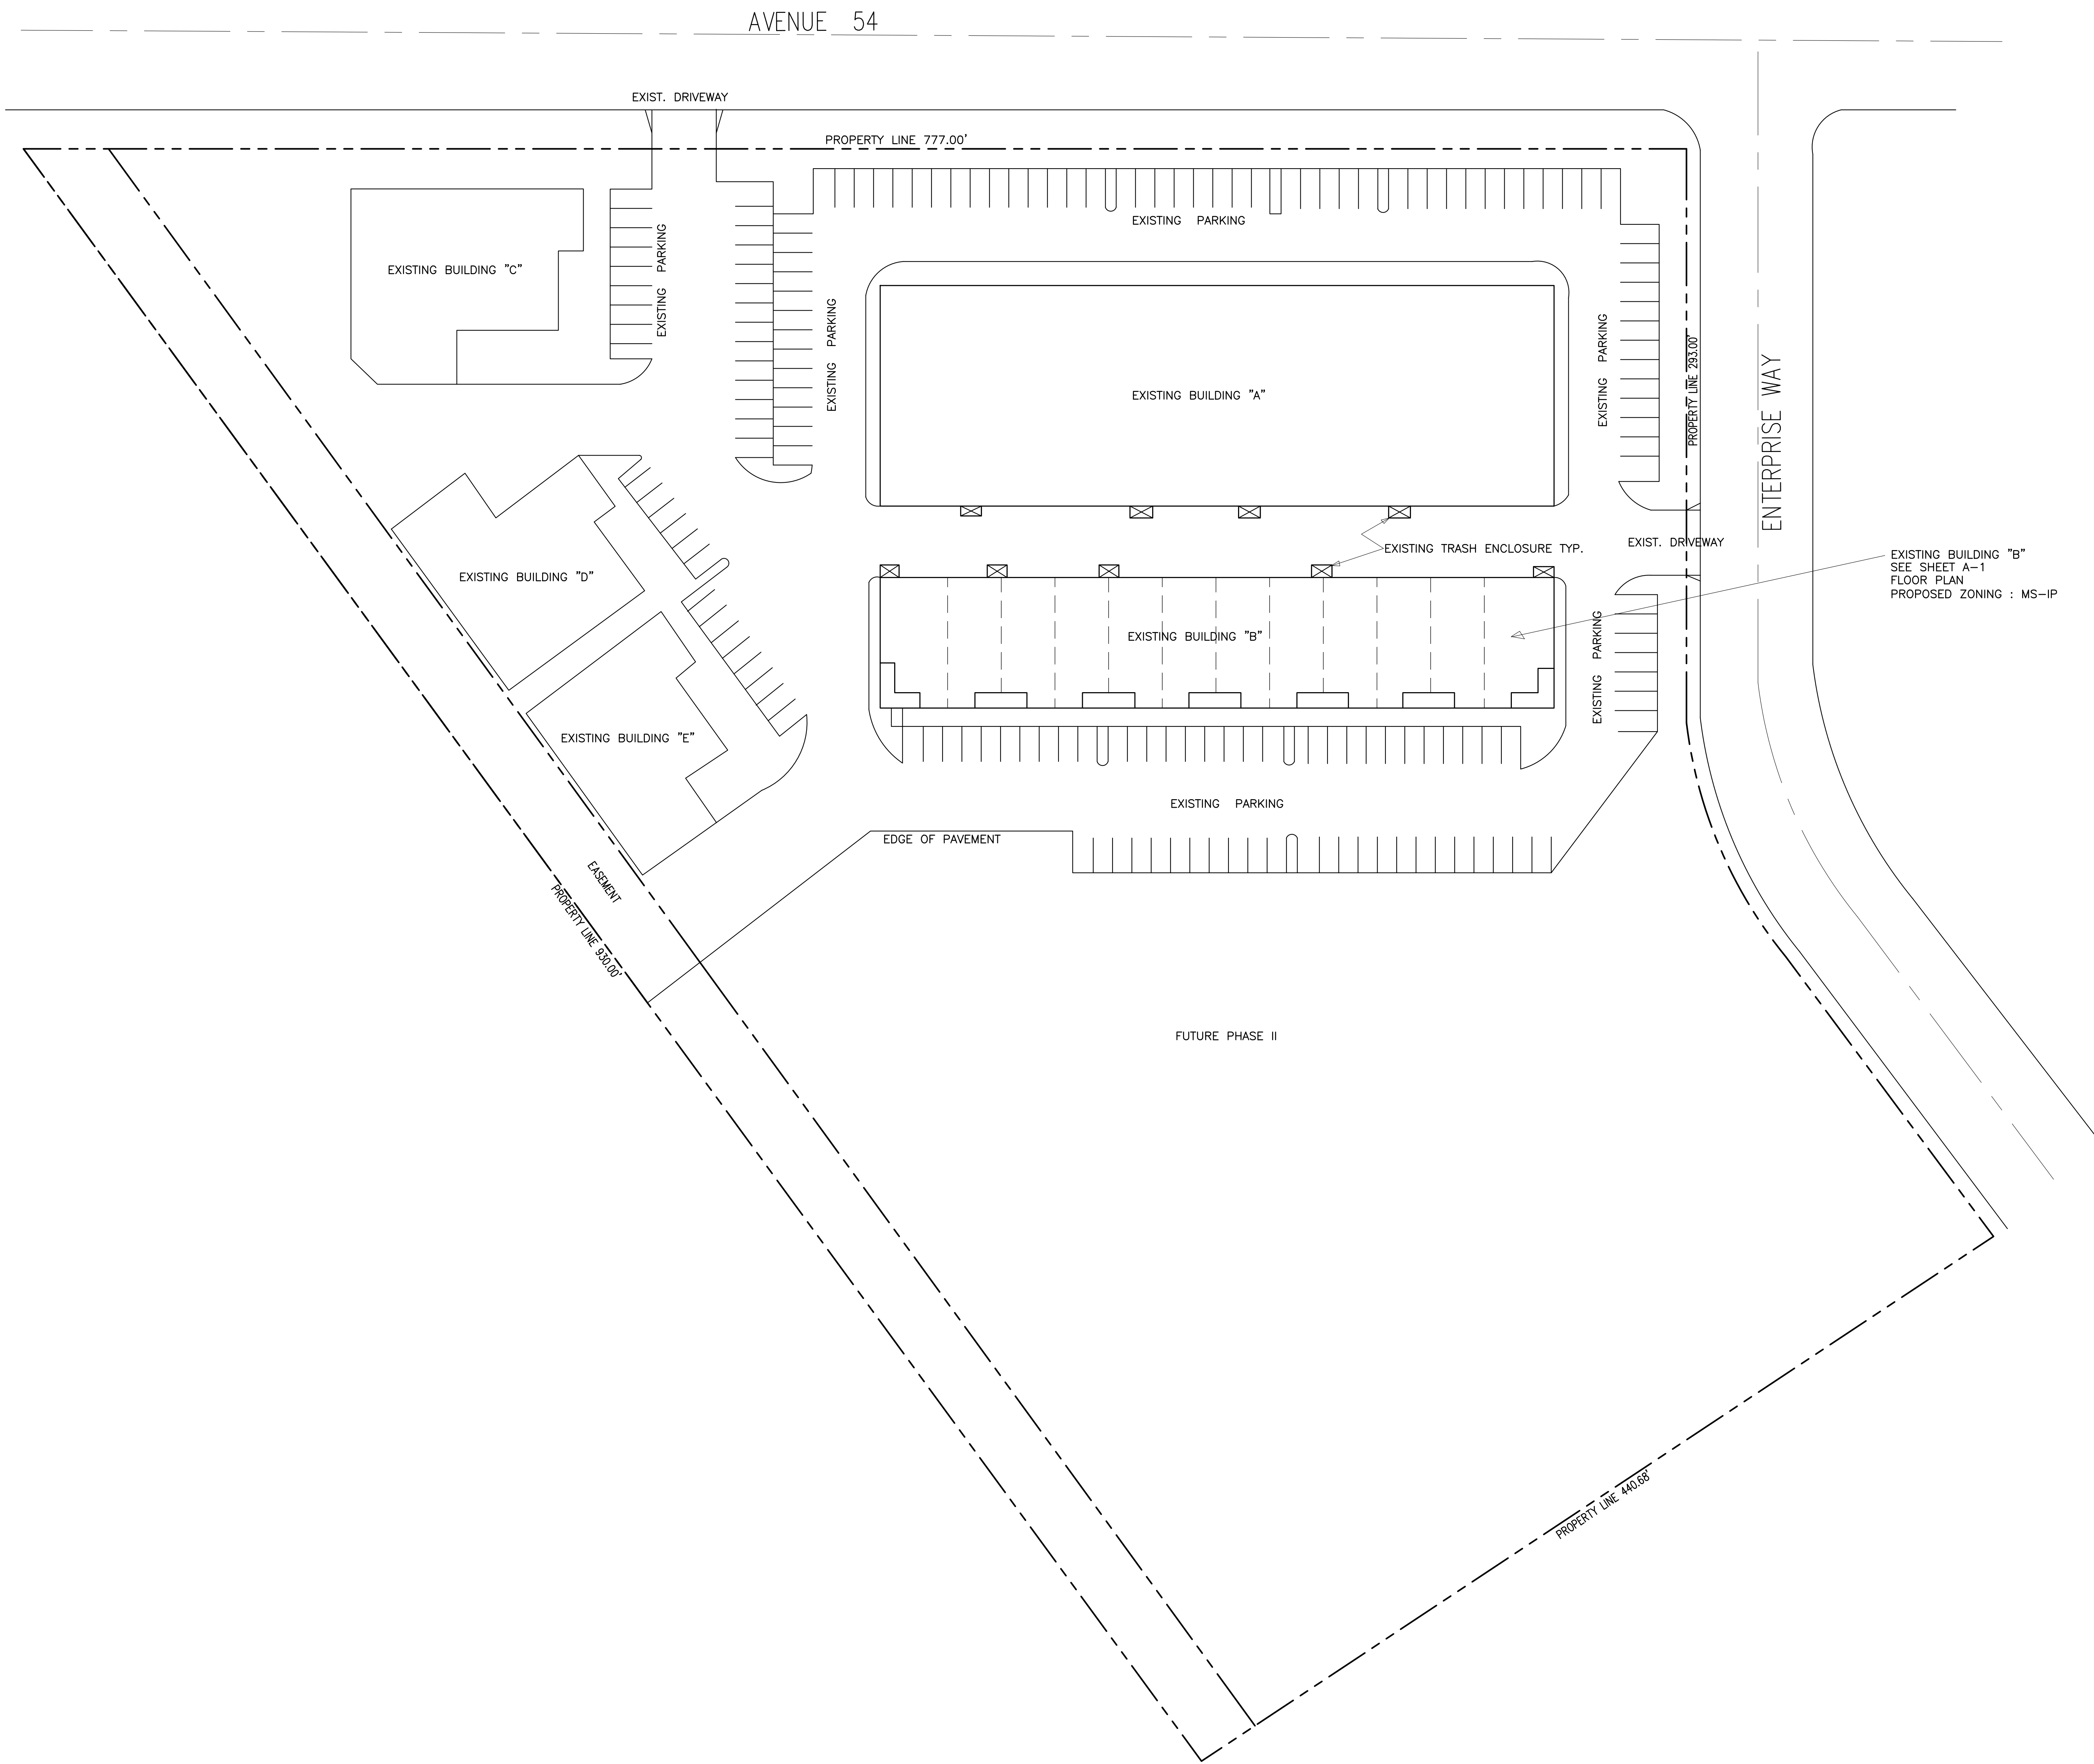 AVENUE 54
EXIST. DRIVEWAY
PROPERTY LINE 777.00'
EXISTING PARKING
EXISTING PARKING
EXISTING BUILDING "C"
EXISTING PARKING
EXISTING PARKING
PROPERTY LINE 293.00'
ENTERPRISE WAY
EXISTING BUILDING "A"
EXISTING TRASH ENCLOSURE TYP.
EXIST. DRIVEWAY
EXISTING BUILDING "B"
SEE SHEET A-1
FLOOR PLAN
PROPOSED ZONING : MS-IP
EXISTING BUILDING "D"
EXISTING BUILDING "B"
EXISTING PARKING
EXISTING BUILDING "E"
EXISTING PARKING
EDGE OF PAVEMENT
EASEMENT
PROPERTY LINE 930.00'
FUTURE PHASE II
PROPERTY LINE 440.68'